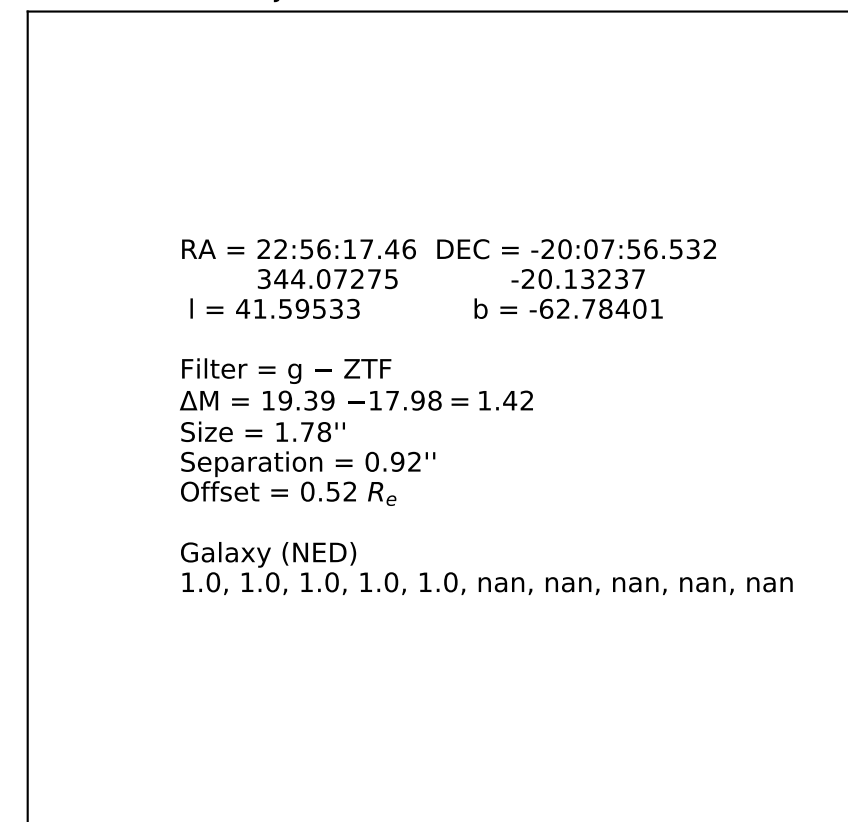 RA = 22:56:17.46 DEC = -20:07:56.532
344.07275 -20.13237
l = 41.59533 b = -62.78401
Filter = g − ZTF
ΔM = 19.39 −17.98 = 1.42
Size = 1.78''
Separation = 0.92''
Offset = 0.52 Rₑ
Galaxy (NED)
1.0, 1.0, 1.0, 1.0, 1.0, nan, nan, nan, nan, nan